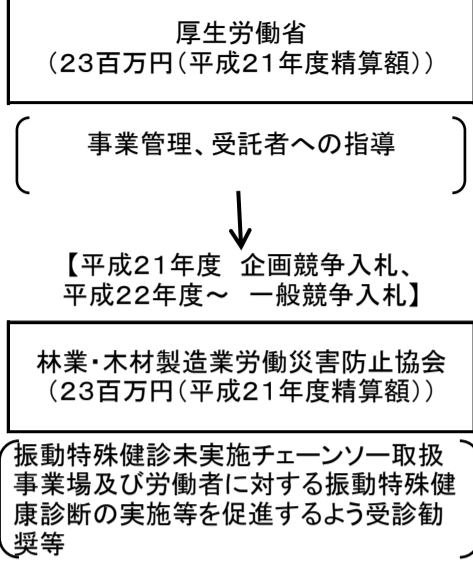 厚生労働省
（23百万円（平成21年度精算額））
事業管理、受託者への指導
【平成21年度　企画競争入札、
平成22年度～　一般競争入札】
林業・木材製造業労働災害防止協会
（23百万円（平成21年度精算額））
振動特殊健診未実施チェーンソー取扱
事業場及び労働者に対する振動特殊健
康診断の実施等を促進するよう受診勧
奨等